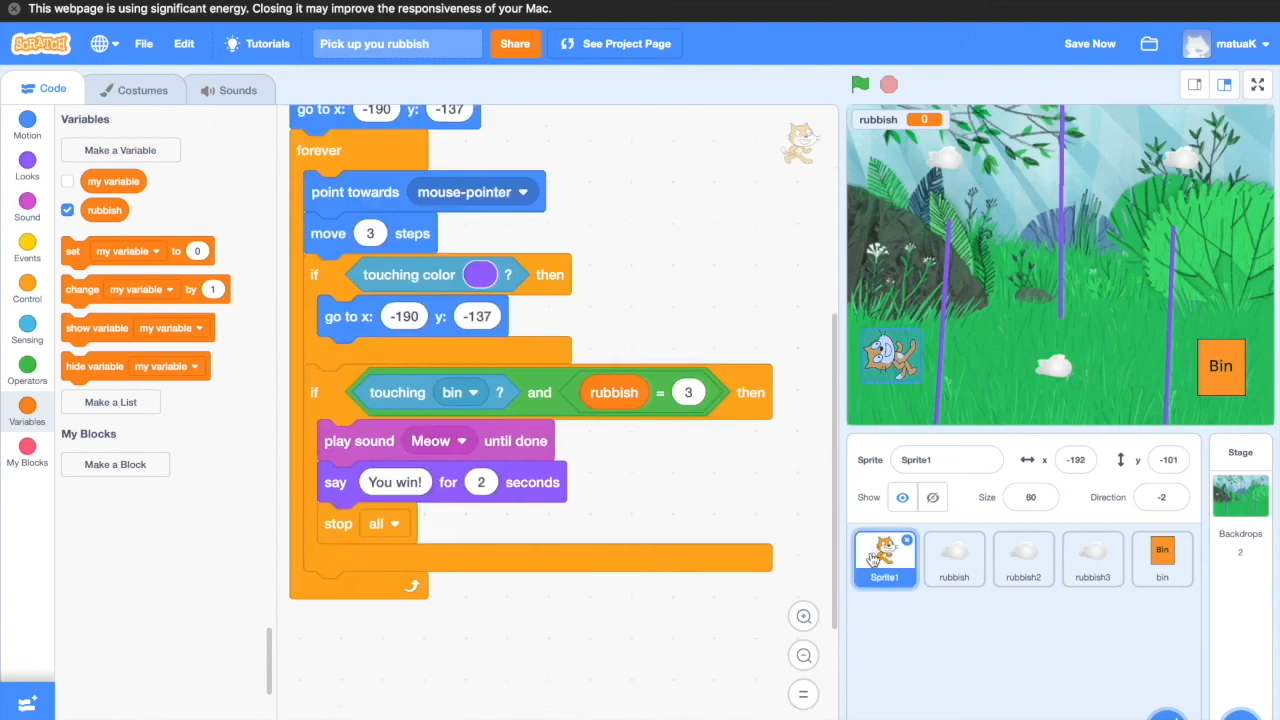 This webpage is using significant energy. Closing it may improve the responsiveness of your Mac.
SCRATCH File Edit Tutorials Pick up you rubbish Share See Project Page Save Now matuaK
Code Costumes Sounds
Motion
Looks
Sound
Events
Control
Sensing
Operators
Variables
My Blocks
Variables
Make a Variable
my variable
rubbish
set my variable to 0
change my variable by 1
show variable my variable
hide variable my variable
Make a List
My Blocks
Make a Block
go to x: -190 y: -137
forever
point towards mouse-pointer
move 3 steps
if touching color ? then
go to x: -190 y: -137
if touching bin ? and rubbish = 3 then
play sound Meow until done
say You win! for 2 seconds
stop all
rubbish 0
Bin
Sprite Sprite1 x -192 y -101
Show Size 60 Direction -2
Sprite1
rubbish
rubbish2
rubbish3
Bin
bin
Stage
Backdrops
2